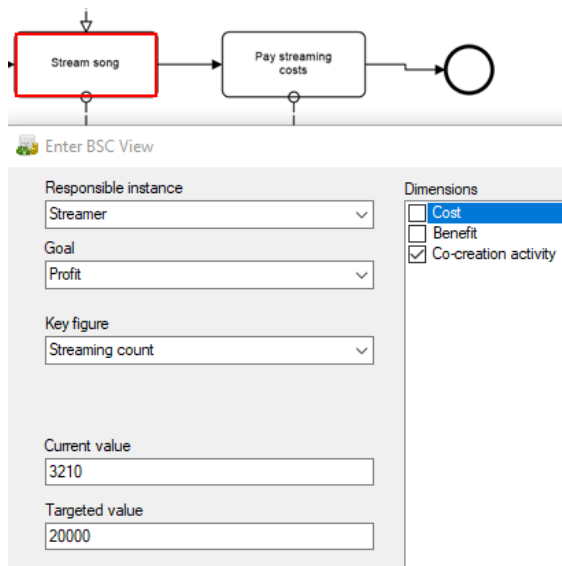 Stream song
Pay streaming
costs
Enter BSC View
Responsible instance
Streamer
Goal
Profit
Key figure
Streaming count
Current value
3210
Targeted value
20000
Dimensions
Cost
Benefit
Co-creation activity